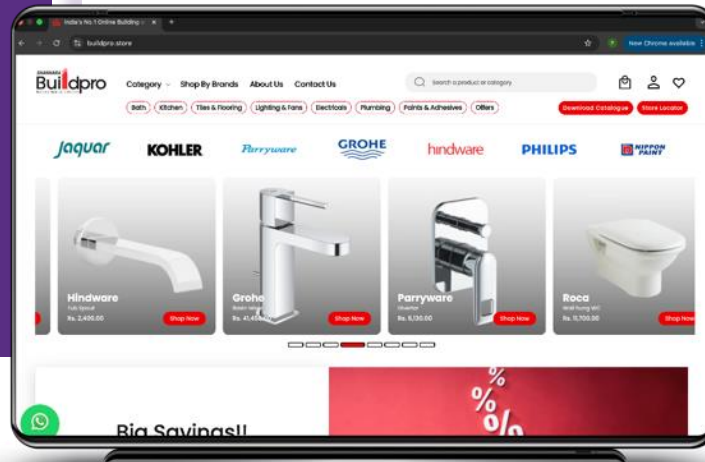 India's No. 1 Online Building
buildpro.store
New Chrome available
SHANKARA
Buildpro
Category
Shop By Brands
About Us
Contact Us
Search a product or category
Bath
Kitchen
Tiles & Flooring
Lighting & Fans
Electricals
Plumbing
Paints & Adhesives
Offers
Download Catalogue
Store Locator
Jaquar
KOHLER
Parryware
GROHE
hindware
PHILIPS
NIPPON
PAINT
Hindware
Tub Spout
Rs. 2,490.00
Shop Now
Grohe
Shop Now
Parryware
Diverter
Shop Now
Roca
Wall hung WC
Rs. 11,700.00
Shop Now
Big Savings!!
% % %